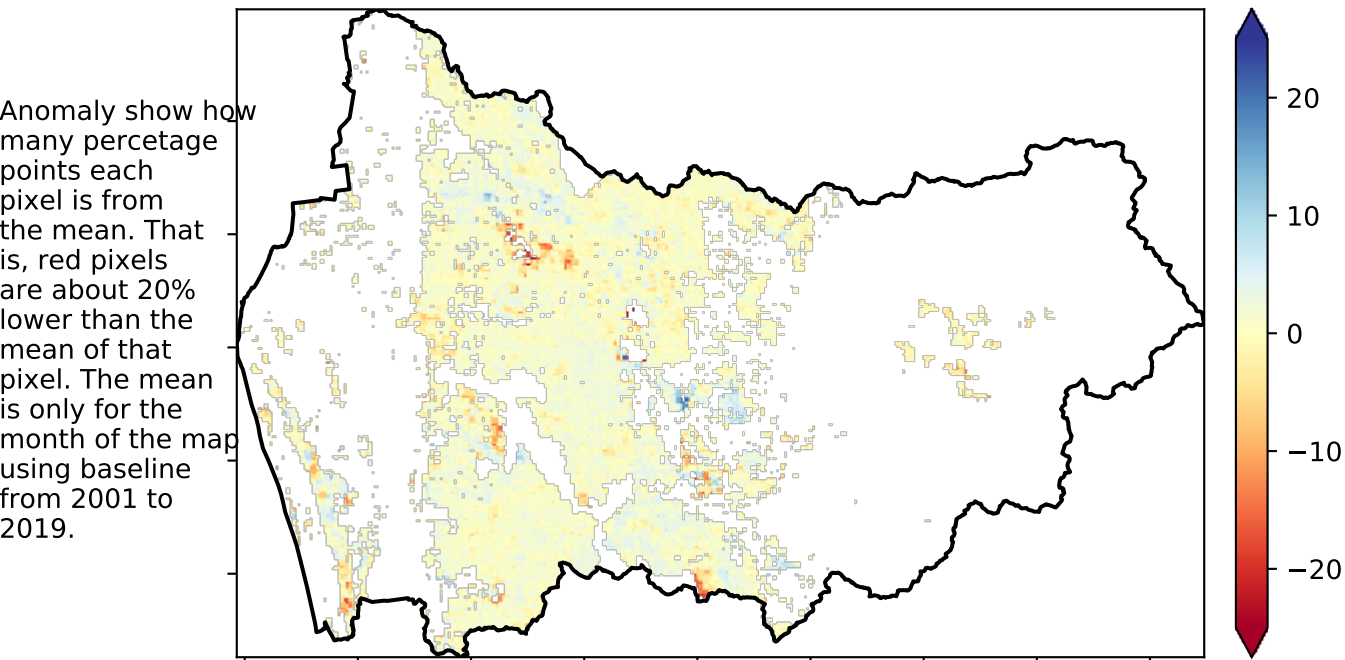 Anomaly show how
many percetage
points each
pixel is from
the mean. That
is, red pixels
are about 20%
lower than the
mean of that
pixel. The mean
is only for the
month of the map
using baseline
from 2001 to
2019.
20
10
0
−10
−20